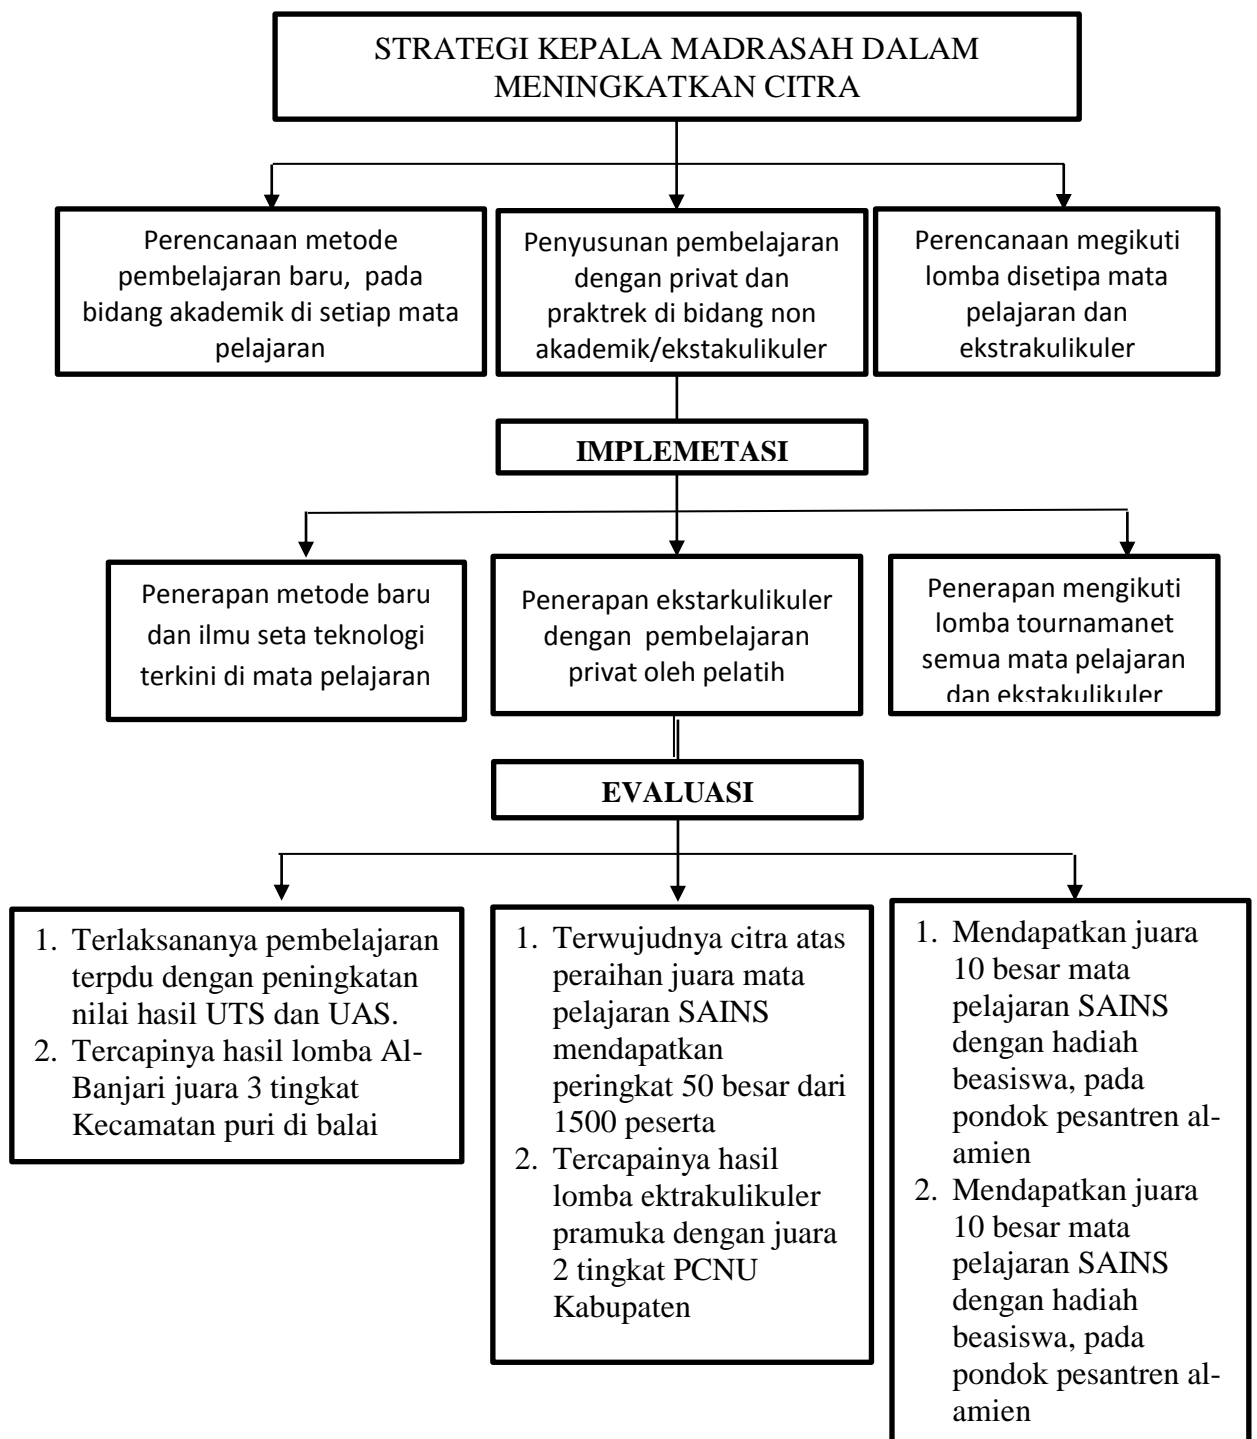 STRATEGI KEPALA MADRASAH DALAM
MENINGKATKAN CITRA
Perencanaan metode
pembelajaran baru, pada
bidang akademik di setiap mata
pelajaran
Penyusunan pembelajaran
dengan privat dan
praktrek di bidang non
akademik/ekstakulikuler
Perencanaan megikuti
lomba disetipa mata
pelajaran dan
ekstrakulikuler
IMPLEMETASI
Penerapan metode baru
dan ilmu seta teknologi
terkini di mata pelajaran
Penerapan ekstarkulikuler
dengan pembelajaran
privat oleh pelatih
Penerapan mengikuti
lomba tournamanet
semua mata pelajaran
dan ekstakulikuler
EVALUASI
1. Terlaksananya pembelajaran
terpdu dengan peningkatan
nilai hasil UTS dan UAS.
2. Tercapinya hasil lomba Al-
Banjari juara 3 tingkat
Kecamatan puri di balai
1. Terwujudnya citra atas
peraihan juara mata
pelajaran SAINS
mendapatkan
peringkat 50 besar dari
1500 peserta
2. Tercapainya hasil
lomba ektrakulikuler
pramuka dengan juara
2 tingkat PCNU
Kabupaten
1. Mendapatkan juara
10 besar mata
pelajaran SAINS
dengan hadiah
beasiswa, pada
pondok pesantren al-
amien
2. Mendapatkan juara
10 besar mata
pelajaran SAINS
dengan hadiah
beasiswa, pada
pondok pesantren al-
amien